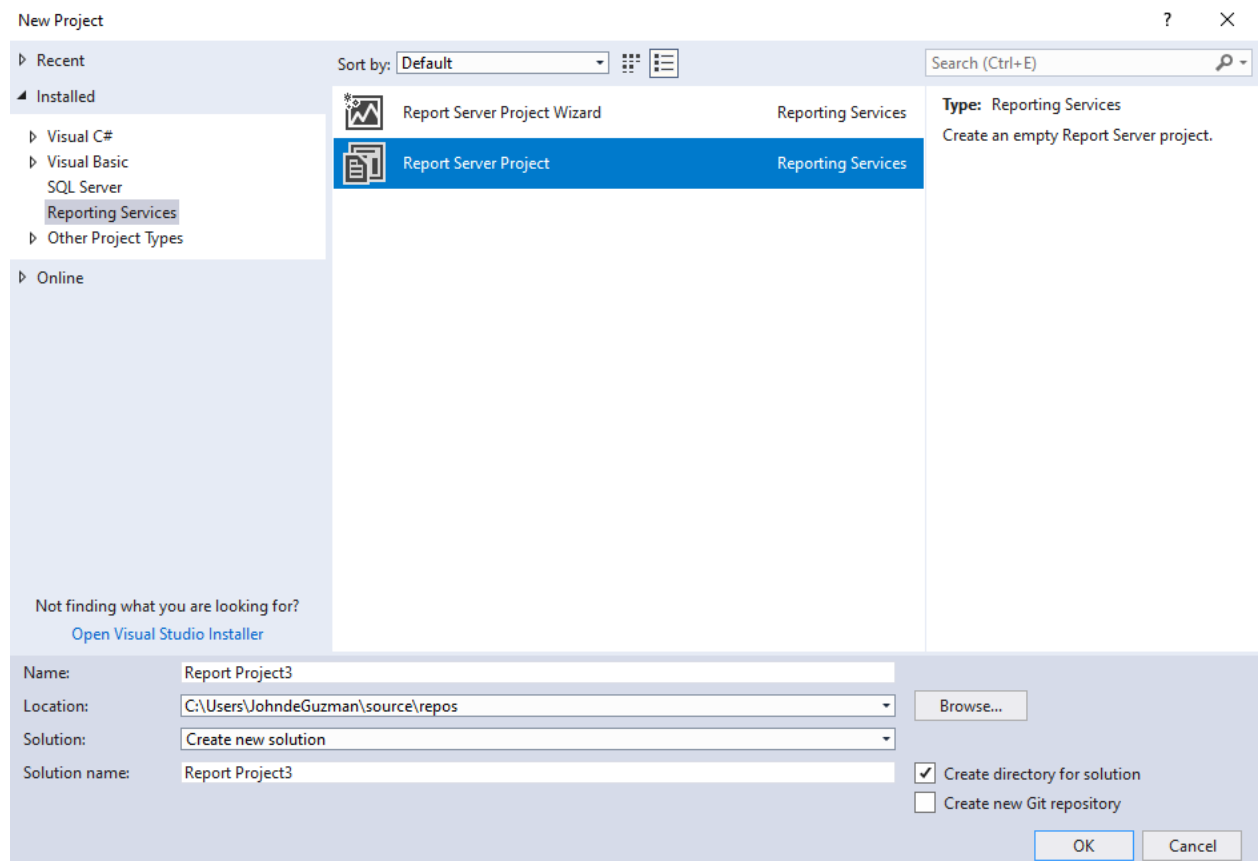 New Project
?
Recent
Installed
Visual C#
Visual Basic
SQL Server
Reporting Services
Other Project Types
Online
Not finding what you are looking for?
Open Visual Studio Installer
Sort by: Default
Report Server Project Wizard Reporting Services
Report Server Project Reporting Services
Search (Ctrl+E)
Type: Reporting Services
Create an empty Report Server project.
Name: Report Project3
Location: C:\Users\JohndeGuzman\source\repos Browse...
Solution: Create new solution
Solution name: Report Project3
Create directory for solution
Create new Git repository
OK Cancel